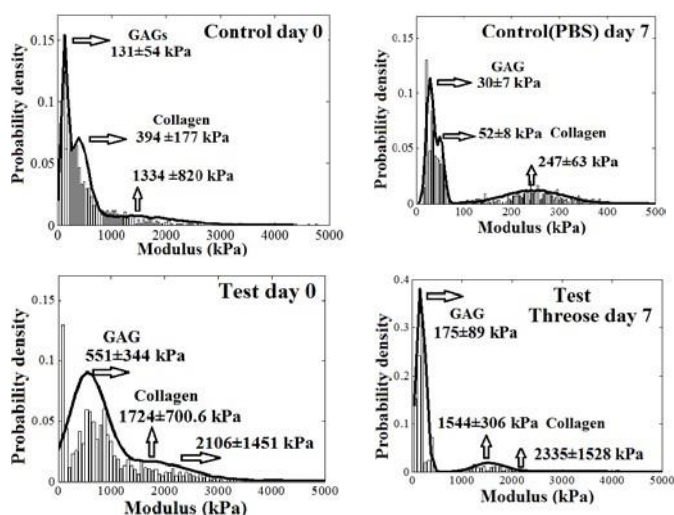 Control day 0
Probability density
0.15
0.1
0.05
0
GAGs
131±54 kPa
Collagen
394 ±177 kPa
1334 ±820 kPa
0 1000 2000 3000 4000 5000
Modulus (kPa)
Control(PBS) day 7
Probability density
0.15
0.1
0.05
0
GAG
30±7 kPa
52±8 kPa Collagen
247±63 kPa
0 100 200 300 400 5000
Modulus (kPa)
Test day 0
Probability density
0.15
0.1
0.05
0
GAG
551±344 kPa
Collagen
1724±700.6 kPa
2106±1451 kPa
0 1000 2000 3000 4000 5000
Modulus (kPa)
Test
Threose day 7
Probability density
0.4
0.3
0.2
0.1
0
GAG
175±89 kPa
1544±306 kPa Collagen
2335±1528 kPa
0 1000 2000 3000 4000 5000
Modulus (kPa)